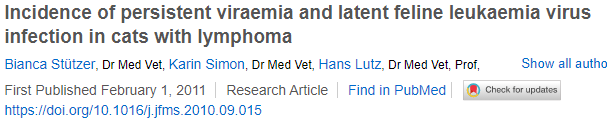 Incidence of persistent viraemia and latent feline leukaemia virus
infection in cats with lymphoma
Bianca Stützer, Dr Med Vet, Karin Simon, Dr Med Vet, Hans Lutz, Dr Med Vet, Prof, Show all autho
First Published February 1, 2011 Research Article Find in PubMed Check for updates
https://doi.org/10.1016/j.jfms.2010.09.015